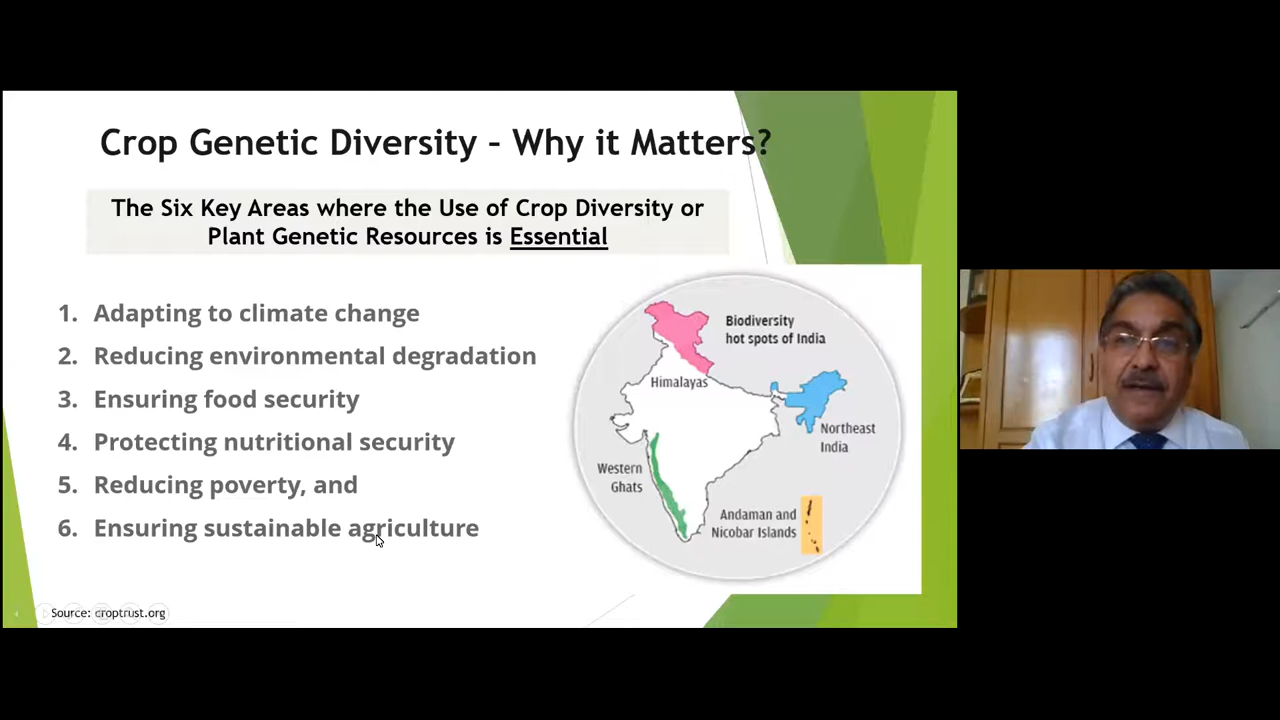 Crop Genetic Diversity – Why it Matters?
The Six Key Areas where the Use of Crop Diversity or
Plant Genetic Resources is Essential
1. Adapting to climate change
2. Reducing environmental degradation
3. Ensuring food security
4. Protecting nutritional security
5. Reducing poverty, and
6. Ensuring sustainable agriculture
Biodiversity
hot spots of India
Himalayas
Northeast
India
Western
Ghats
Andaman and
Nicobar Islands
Source: croptrust.org